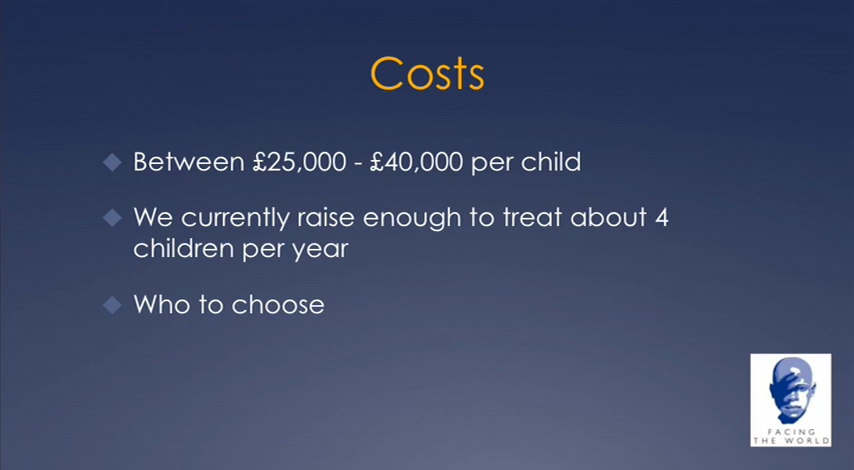 Costs
Between £25,000 - £40,000 per child
We currently raise enough to treat about 4
children per year
Who to choose
FACING
THE WORLD